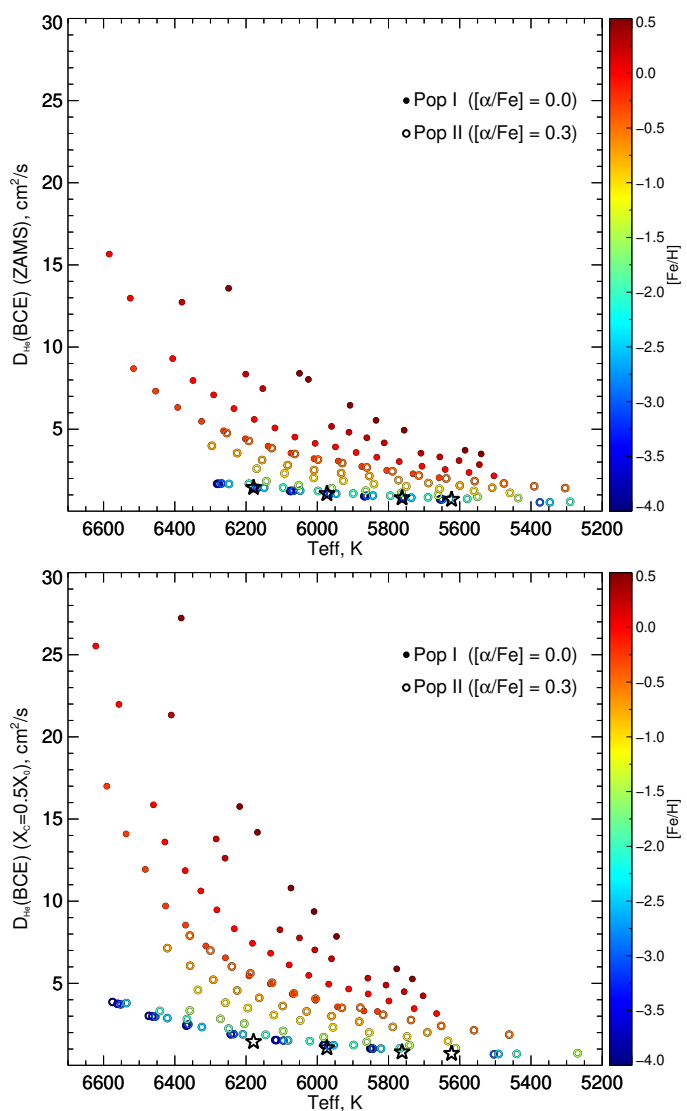 30
25
20
15
10
5
D_He(BCE) (ZAMS), cm²/s
Pop I ([α/Fe] = 0.0)
Pop II ([α/Fe] = 0.3)
6600 6400 6200 6000 5800 5600 5400 5200
Teff, K
0.5
0.0
−0.5
−1.0
−2.0
−2.5
−3.0
−3.5
−4.0
[Fe/H]
30
25
20
15
10
5
D_He(BCE) (X_C=0.5X_0), cm²/s
Pop I ([α/Fe] = 0.0)
Pop II ([α/Fe] = 0.3)
6600 6400 6200 6000 5800 5600 5400 5200
Teff, K
0.5
0.0
−0.5
−1.0
−2.0
−2.5
−3.0
−3.5
−4.0
[Fe/H]